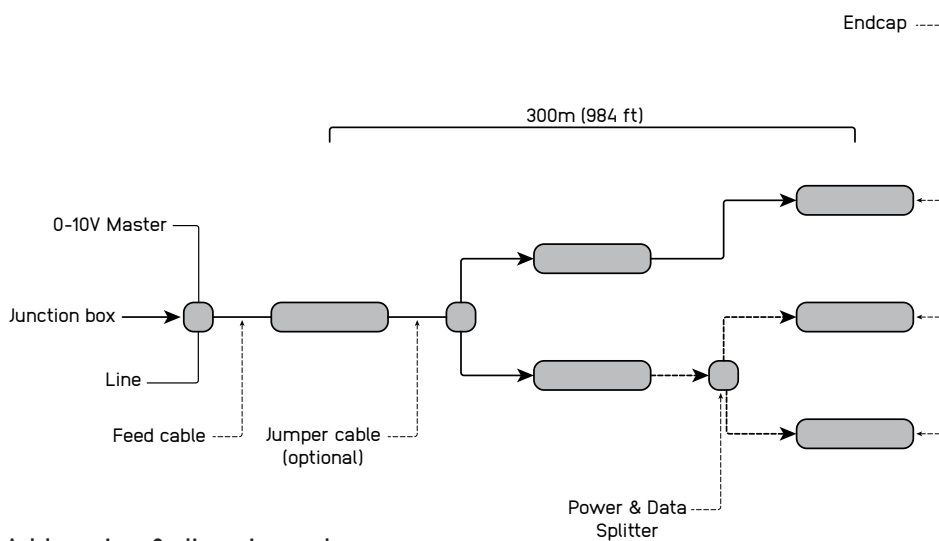 Endcap
300m (984 ft)
0-10V Master
Junction box
Line
Feed cable
Jumper cable
(optional)
Power & Data
Splitter